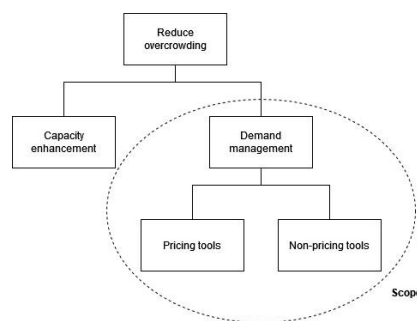 Reduce
overcrowding
Capacity
enhancement
Demand
management
Pricing tools
Non-pricing tools
Scope